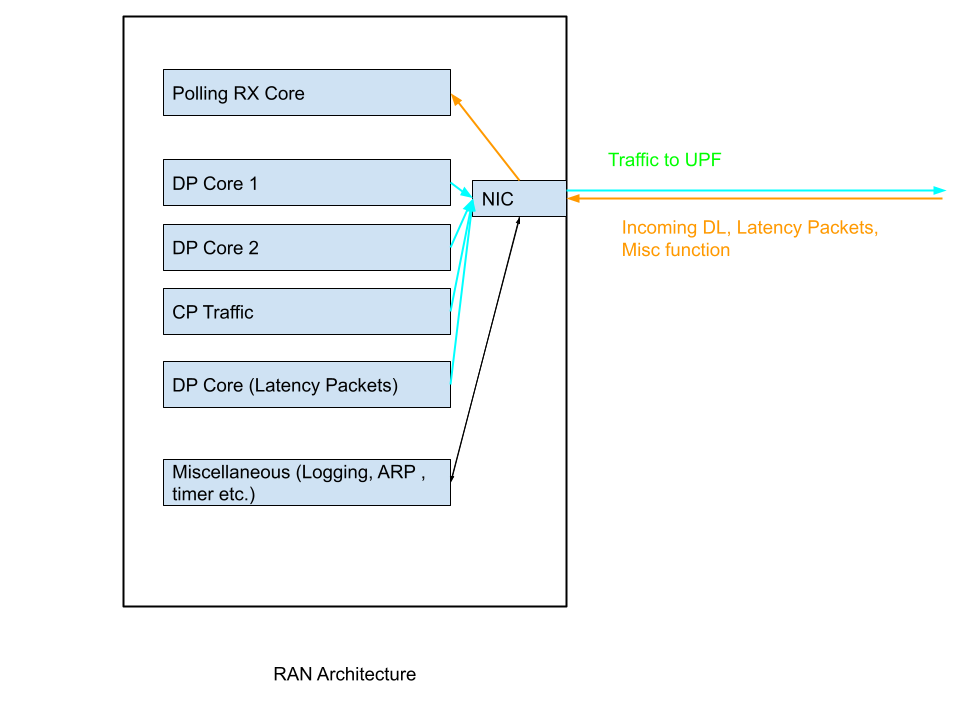 Polling RX Core
DP Core 1
NIC
DP Core 2
CP Traffic
DP Core (Latency Packets)
Miscellaneous (Logging, ARP ,
timer etc.)
Traffic to UPF
Incoming DL, Latency Packets,
Misc function
RAN Architecture